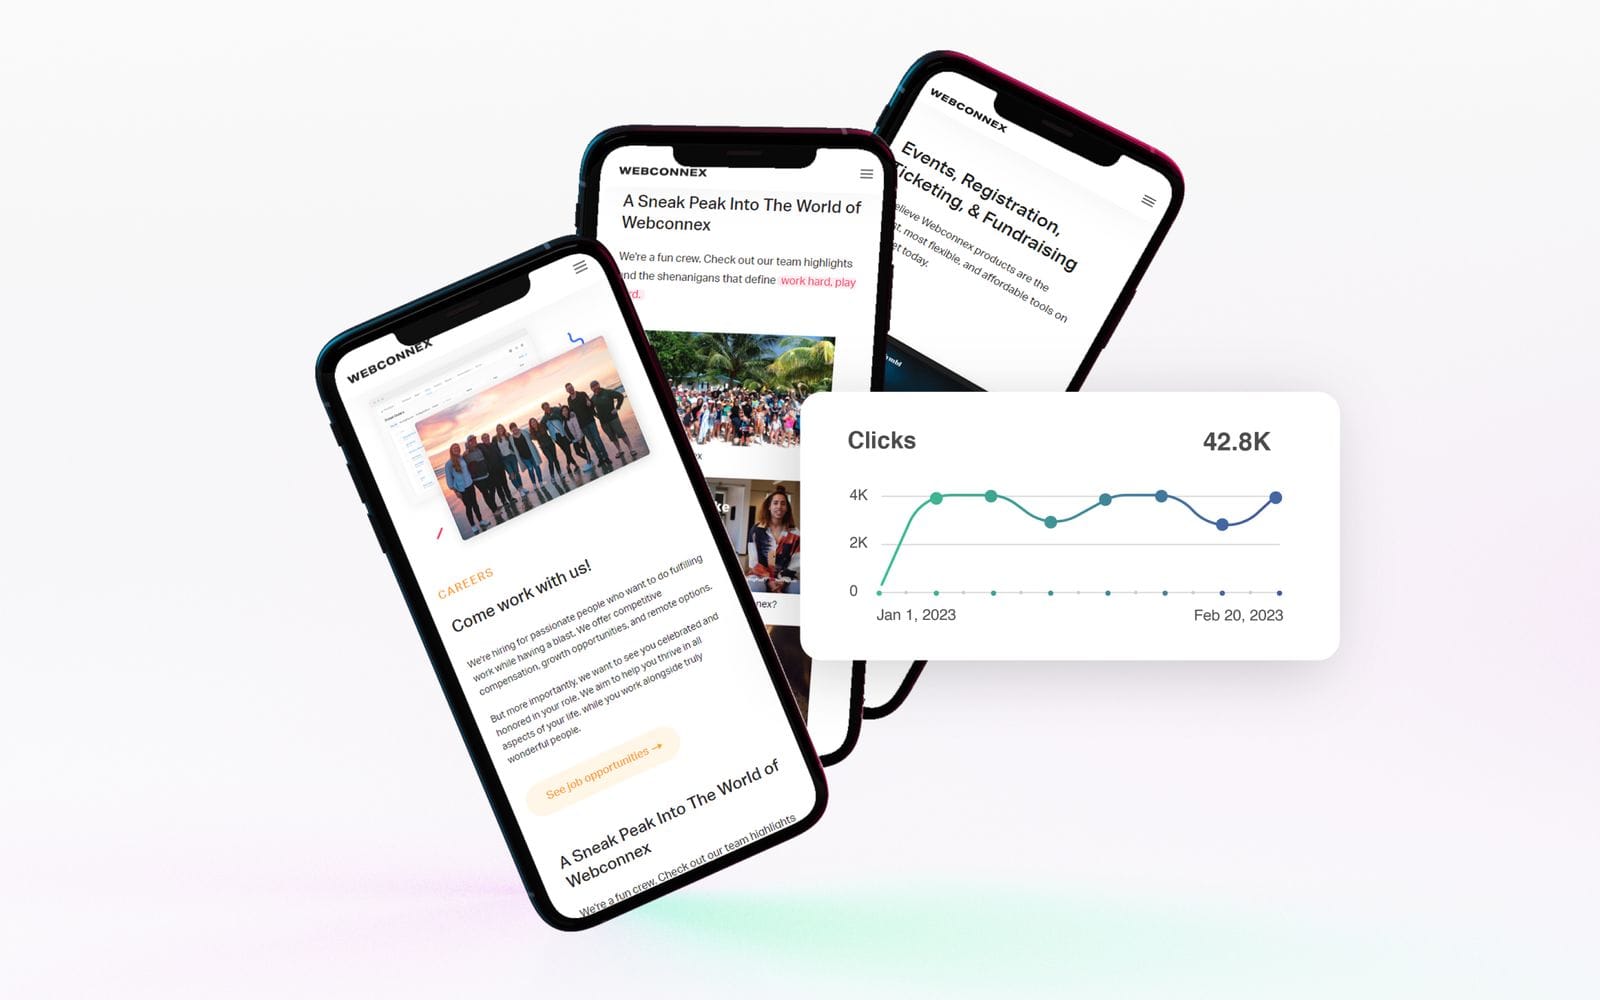 WEBCONNEX
CAREERS
Come work with us!
We're hiring for passionate people who want to do fulfilling
work while having a blast. We offer competitive
compensation, growth opportunities, and remote options.
But more importantly, we want to see you celebrated and
honored in your role. We aim to help you thrive in all
aspects of your life, while you work alongside truly
wonderful people.
See job opportunities →
A Sneak Peak Into The World of
Webconnex
We're a fun crew. Check out our team highlights
WEBCONNEX
A Sneak Peak Into The World of
Webconnex
We're a fun crew. Check out our team highlights
and the shenanigans that define work hard, play
rd.
ex
ke
nex?
WEBCONNEX
Events, Registration,
Ticketing, & Fundraising
elieve Webconnex products are the
st, most flexible, and affordable tools on
et today.
Clicks 42.8K
4K
2K
0
Jan 1, 2023 Feb 20, 2023